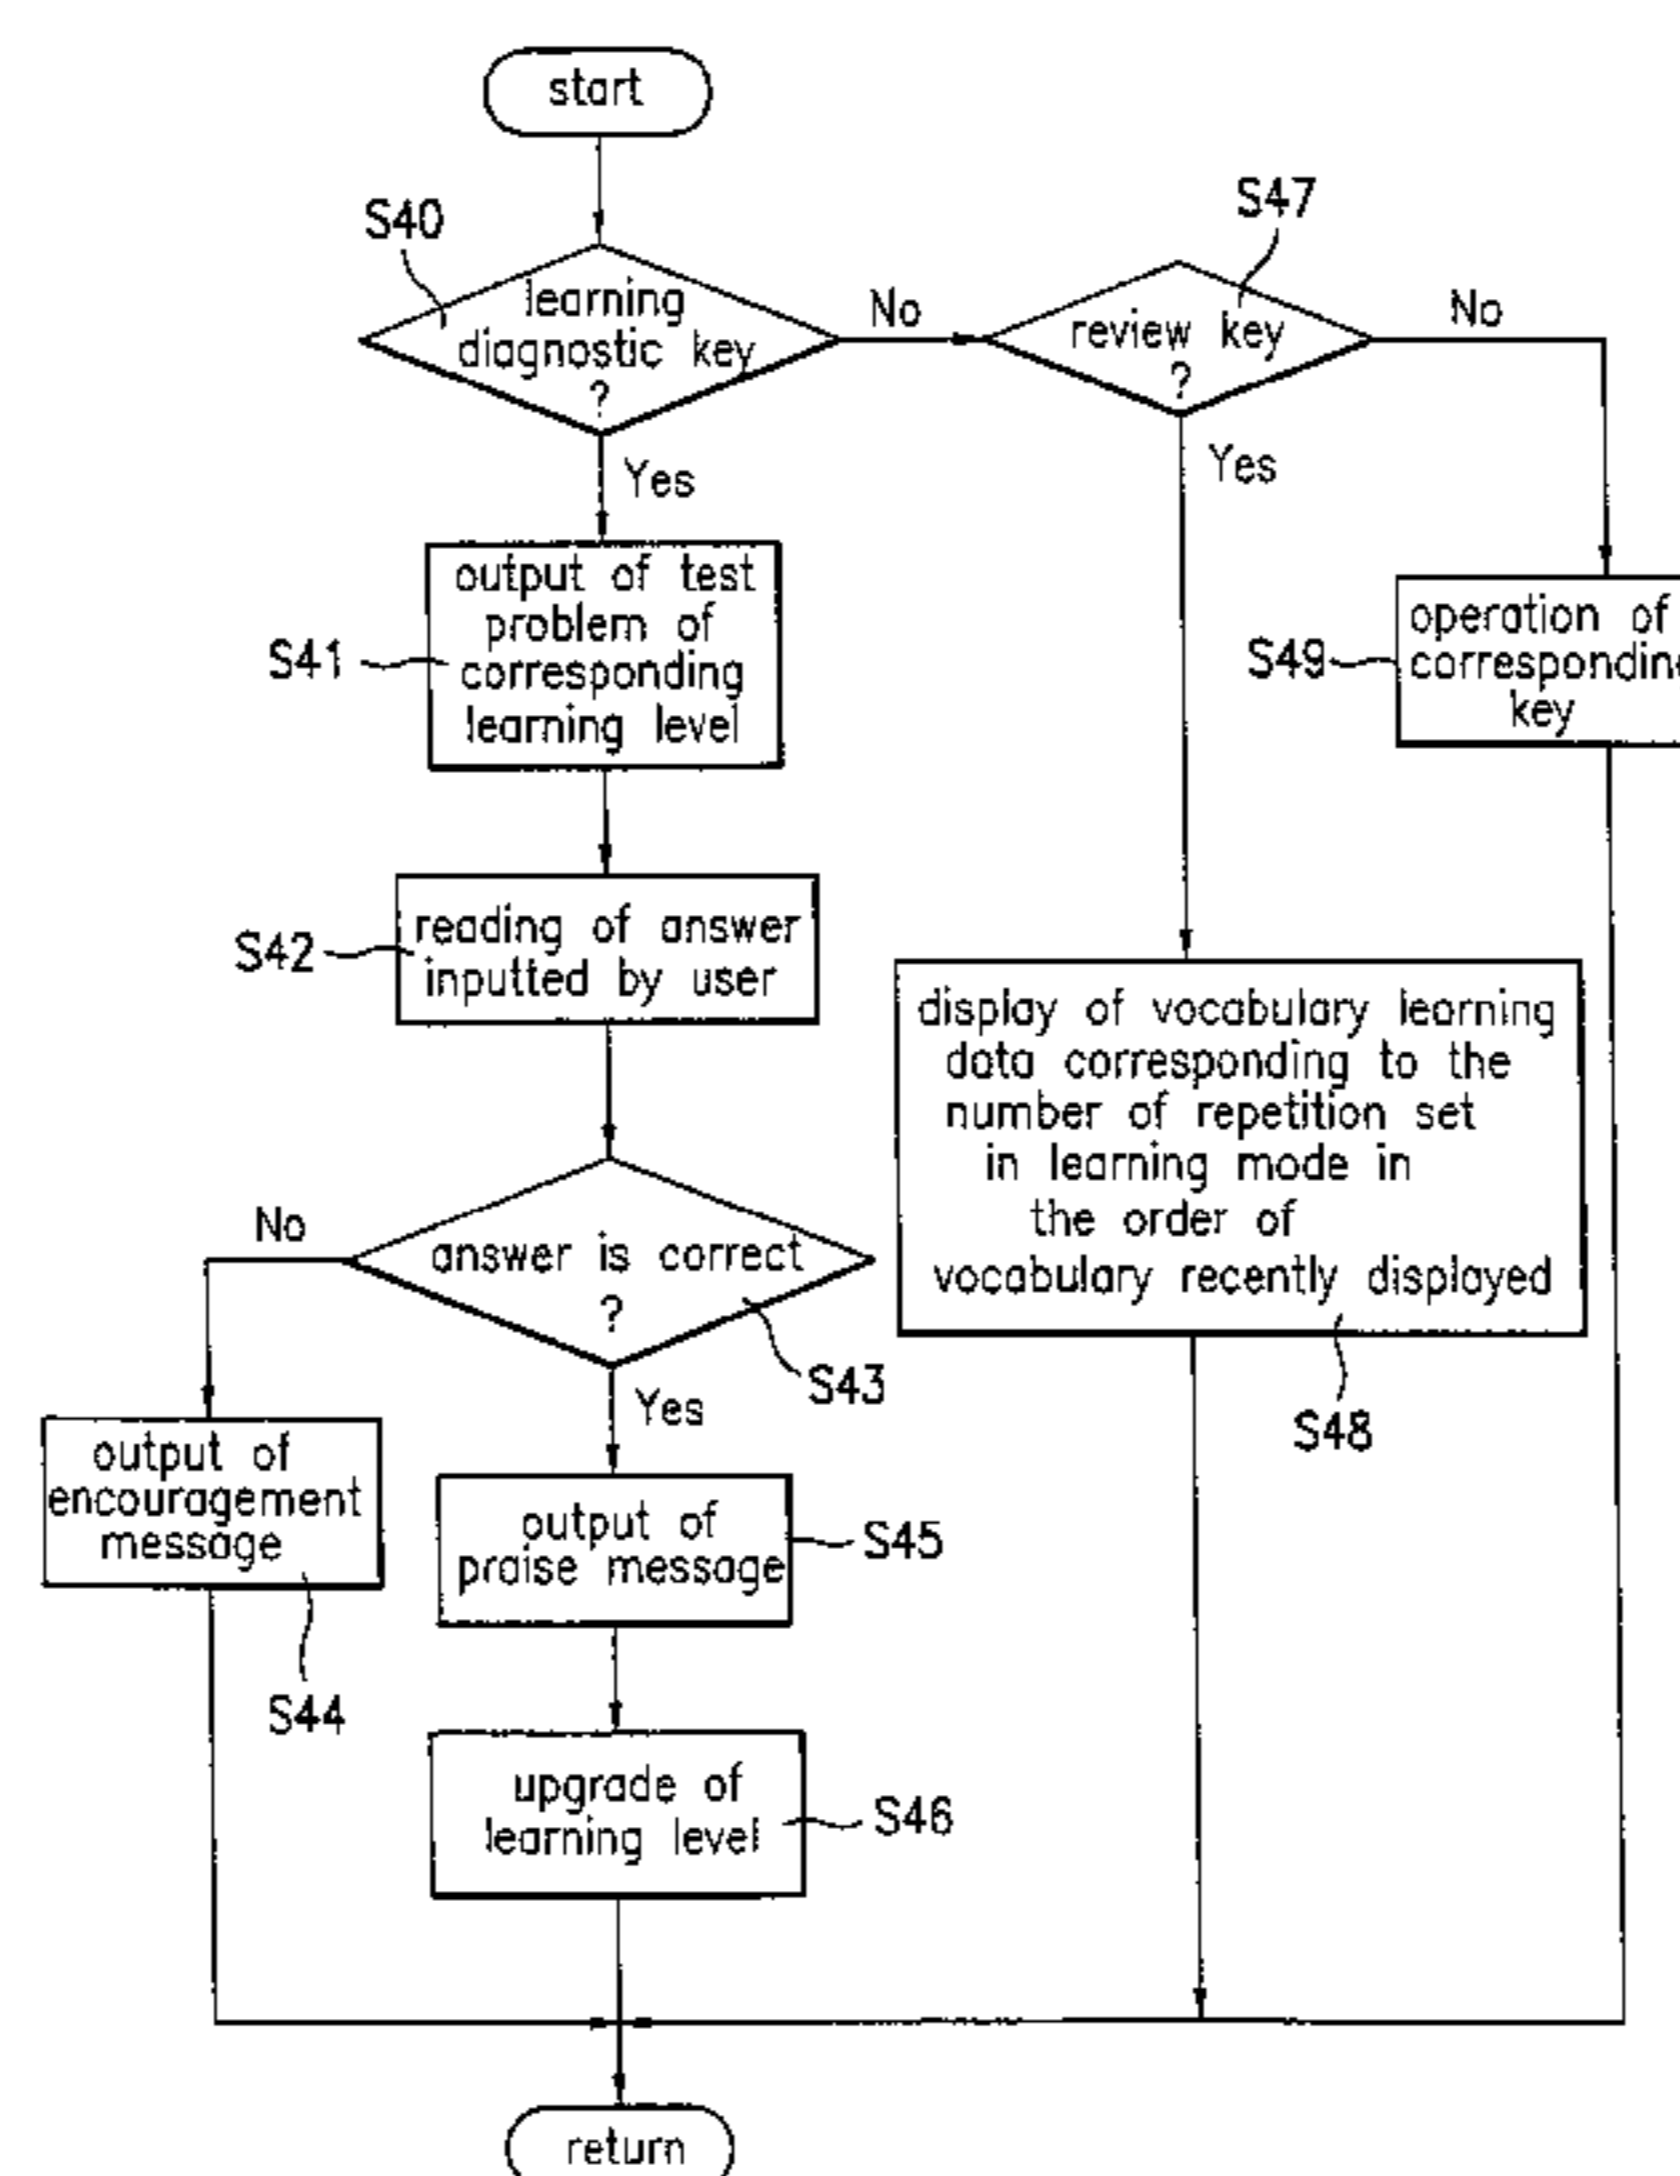 start
S40
learning
diagnostic key
?
No
S47
review key
?
No
Yes
Yes
S41
output of test
problem of
corresponding
learning level
S49
operation of
key
S42
reading of answer
inputted by user
display of vocabulary learning
data corresponding to the
number of repetition set
in learning mode in
the order of
vocabulary recently displayed
S48
No
answer is correct
?
S43
Yes
output of
encouragement
message
S44
output of
praise message
S45
upgrade of
learning level
S46
return